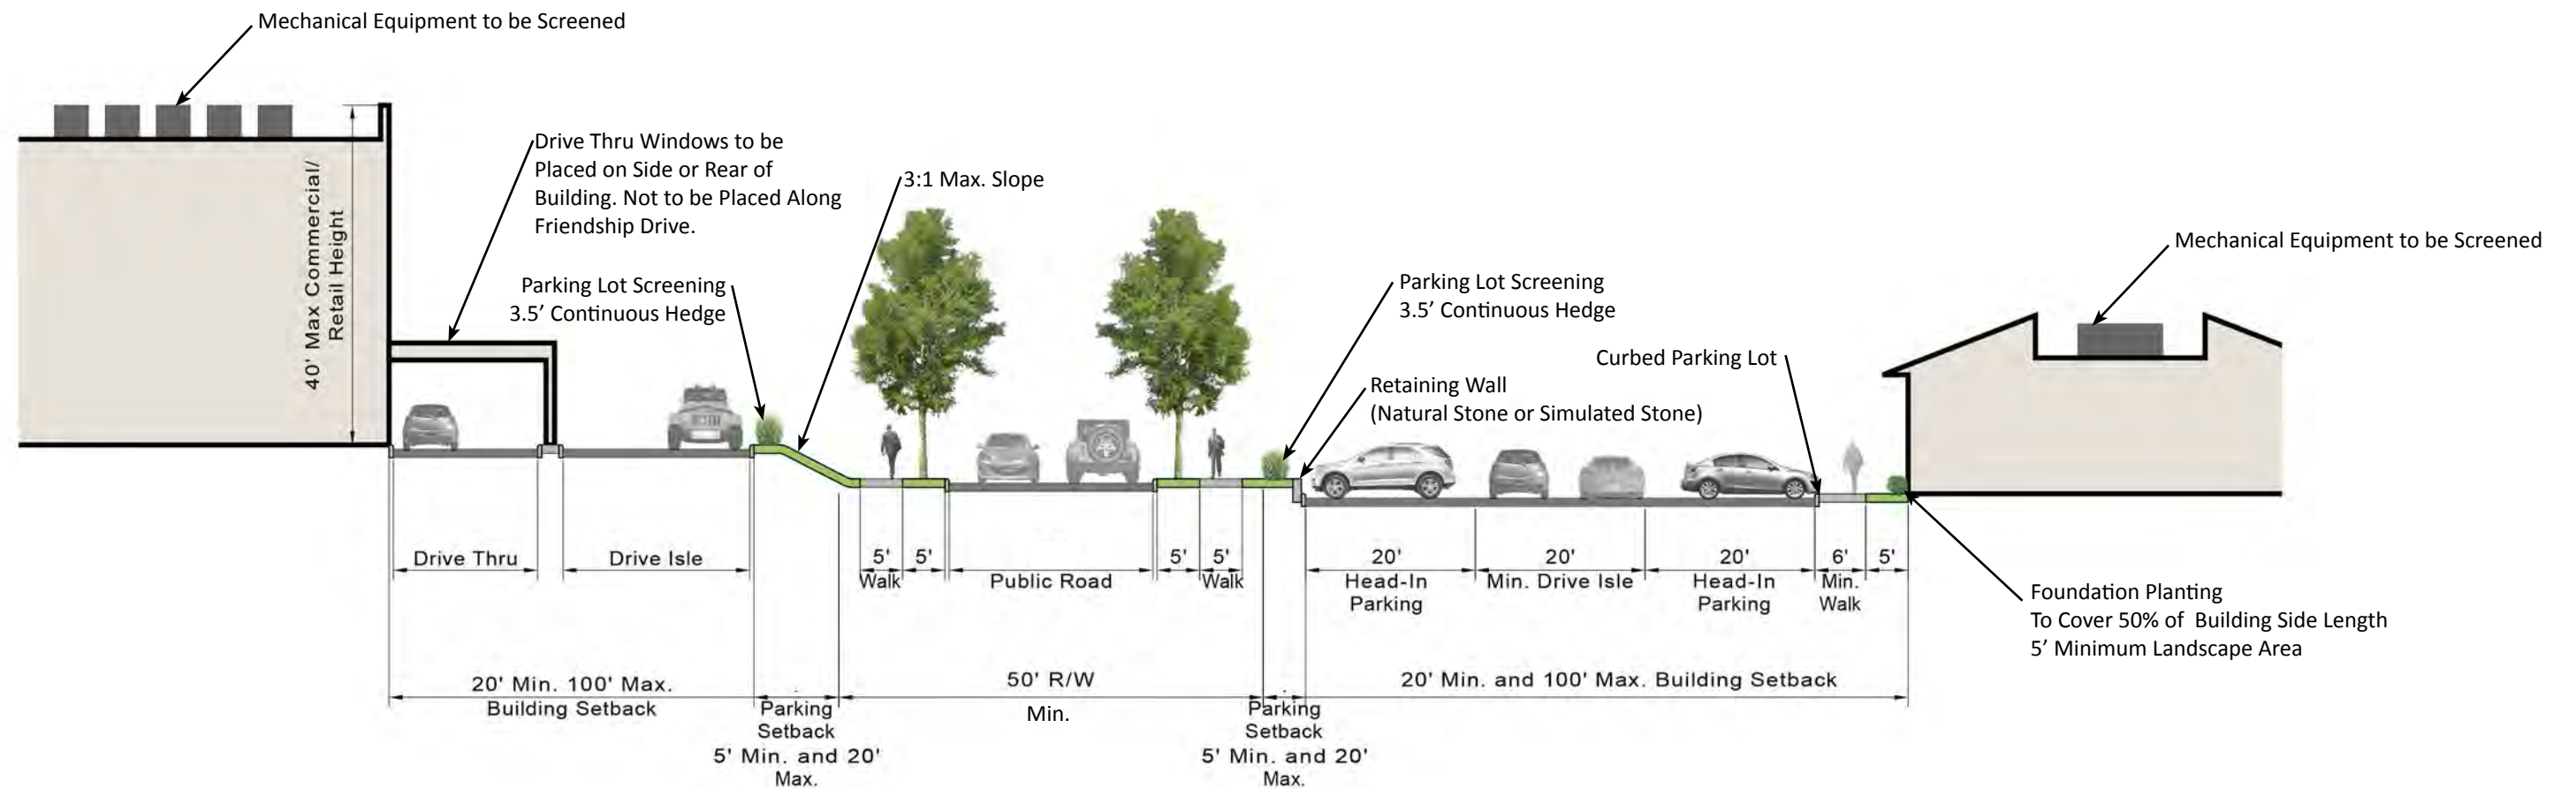 Mechanical Equipment to be Screened
40' Max Commercial/
Retail Height
Drive Thru Windows to be
Placed on Side or Rear of
Building. Not to be Placed Along
Friendship Drive.
3:1 Max. Slope
Parking Lot Screening
3.5’ Continuous Hedge
Parking Lot Screening
3.5’ Continuous Hedge
Retaining Wall
(Natural Stone or Simulated Stone)
Curbed Parking Lot
Mechanical Equipment to be Screened
Foundation Planting
To Cover 50% of Building Side Length
5’ Minimum Landscape Area
Drive Thru
Drive Isle
5'
Walk
5'
Public Road
5'
5'
Walk
20'
Head-In
Parking
20'
Min. Drive Isle
20'
Head-In
Parking
6'
Min.
Walk
5'
20' Min. 100' Max.
Building Setback
Parking
Setback
5' Min. and 20'
Max.
50' R/W
Min.
Parking
Setback
5' Min. and 20'
Max.
20' Min. and 100' Max. Building Setback